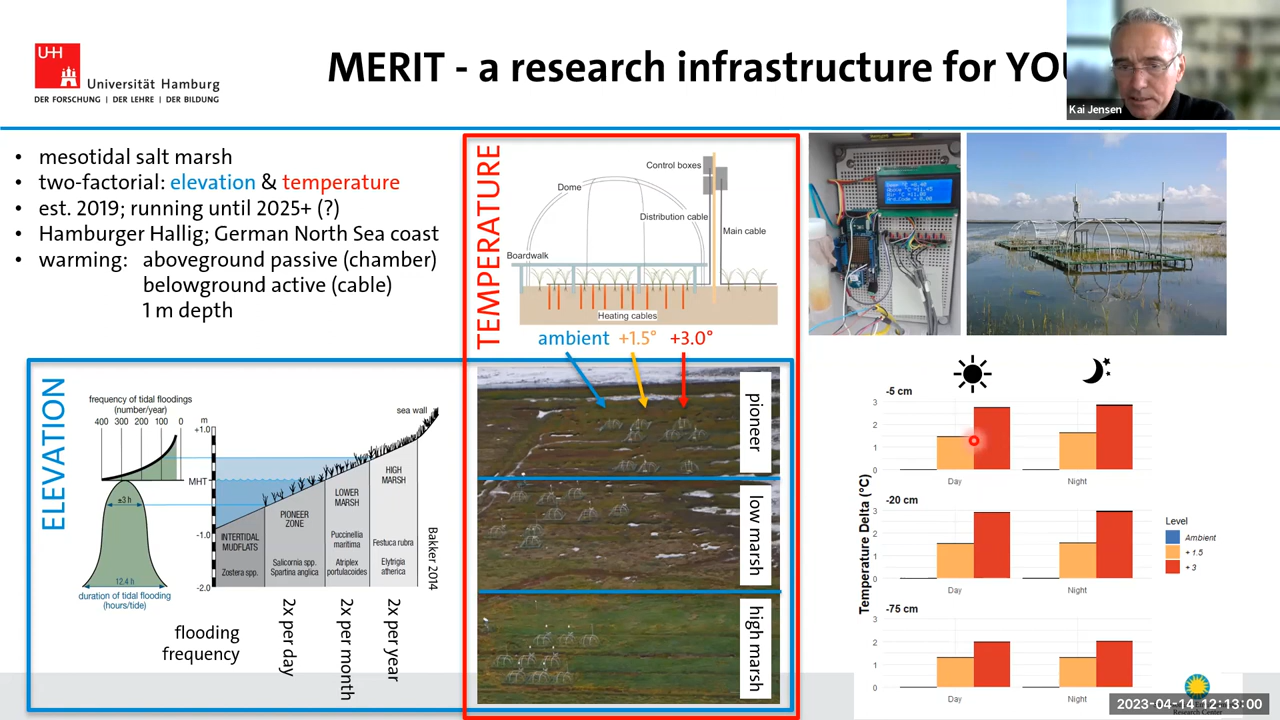 UH
Universität Hamburg
DER FORSCHUNG | DER LEHRE | DER BILDUNG
MERIT - a research infrastructure for YOU
Kai Jensen
• mesotidal salt marsh
• two-factorial: elevation & temperature
• est. 2019; running until 2025+ (?)
• Hamburger Hallig; German North Sea coast
• warming: aboveground passive (chamber)
belowground active (cable)
1 m depth
TEMPERATURE
Control boxes
Dome
Distribution cable
Main cable
Boardwalk
Heating cables
ambient +1.5° +3.0°
pioneer
low marsh
high marsh
ELEVATION
frequency of tidal floodings
(number/year)
400 300 200 100 0
m
+1.0
MHT
-1.0
-2.0
±3 h
12.4 h
duration of tidal flooding
(hours/tide)
sea wall
HIGH
MARSH
LOWER
MARSH
PIONEER
ZONE
INTERTIDAL
MUDFLATS
Puccinellia
maritima
Festuca rubra
Zostera spp.
Salicornia spp.
Spartina anglica
Atriplex
portulacoides
Elytrigia
atherica
Bakker 2014
flooding
frequency
2x per day
2x per month
2x per year
Temperature Delta (°C)
-5 cm
3
2
1
0
Day Night
-20 cm
3
2
1
0
Day Night
-75 cm
3
2
1
0
Day Night
Level
Ambient
+ 1.5
+ 3
2023-04-14 12:13:00
Research Center